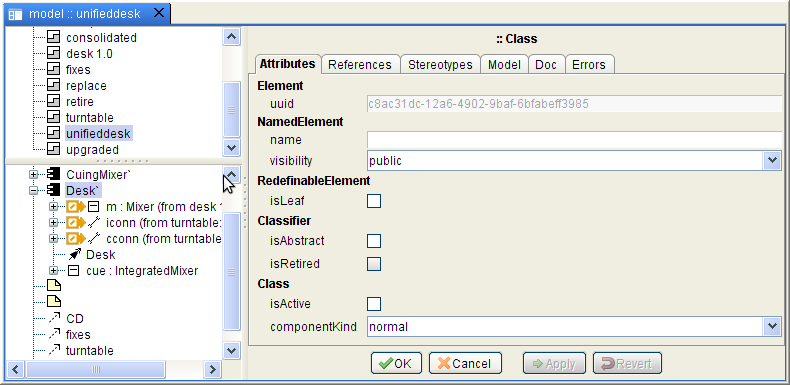 model :: unifieddesk
consolidated
desk 1.0
fixes
replace
retire
turntable
unifieddesk
upgraded
CuingMixer`
Desk`
m : Mixer (from desk 1
iconn (from turntable:
cconn (from turntable
Desk
cue : IntegratedMixer
CD
fixes
turntable
:: Class
Attributes References Stereotypes Model Doc Errors
Element
uuid c8ac31dc-12a6-4902-9baf-6bfabeff3985
NamedElement
name
visibility public
RedefinableElement
isLeaf
Classifier
isAbstract
isRetired
Class
isActive
componentKind normal
OK Cancel Apply Revert